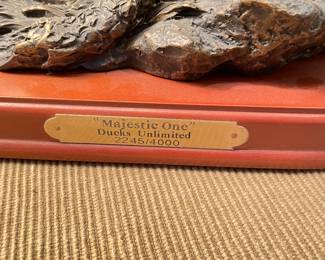 "Majestic One"
Ducks Unlimited
2245/4000